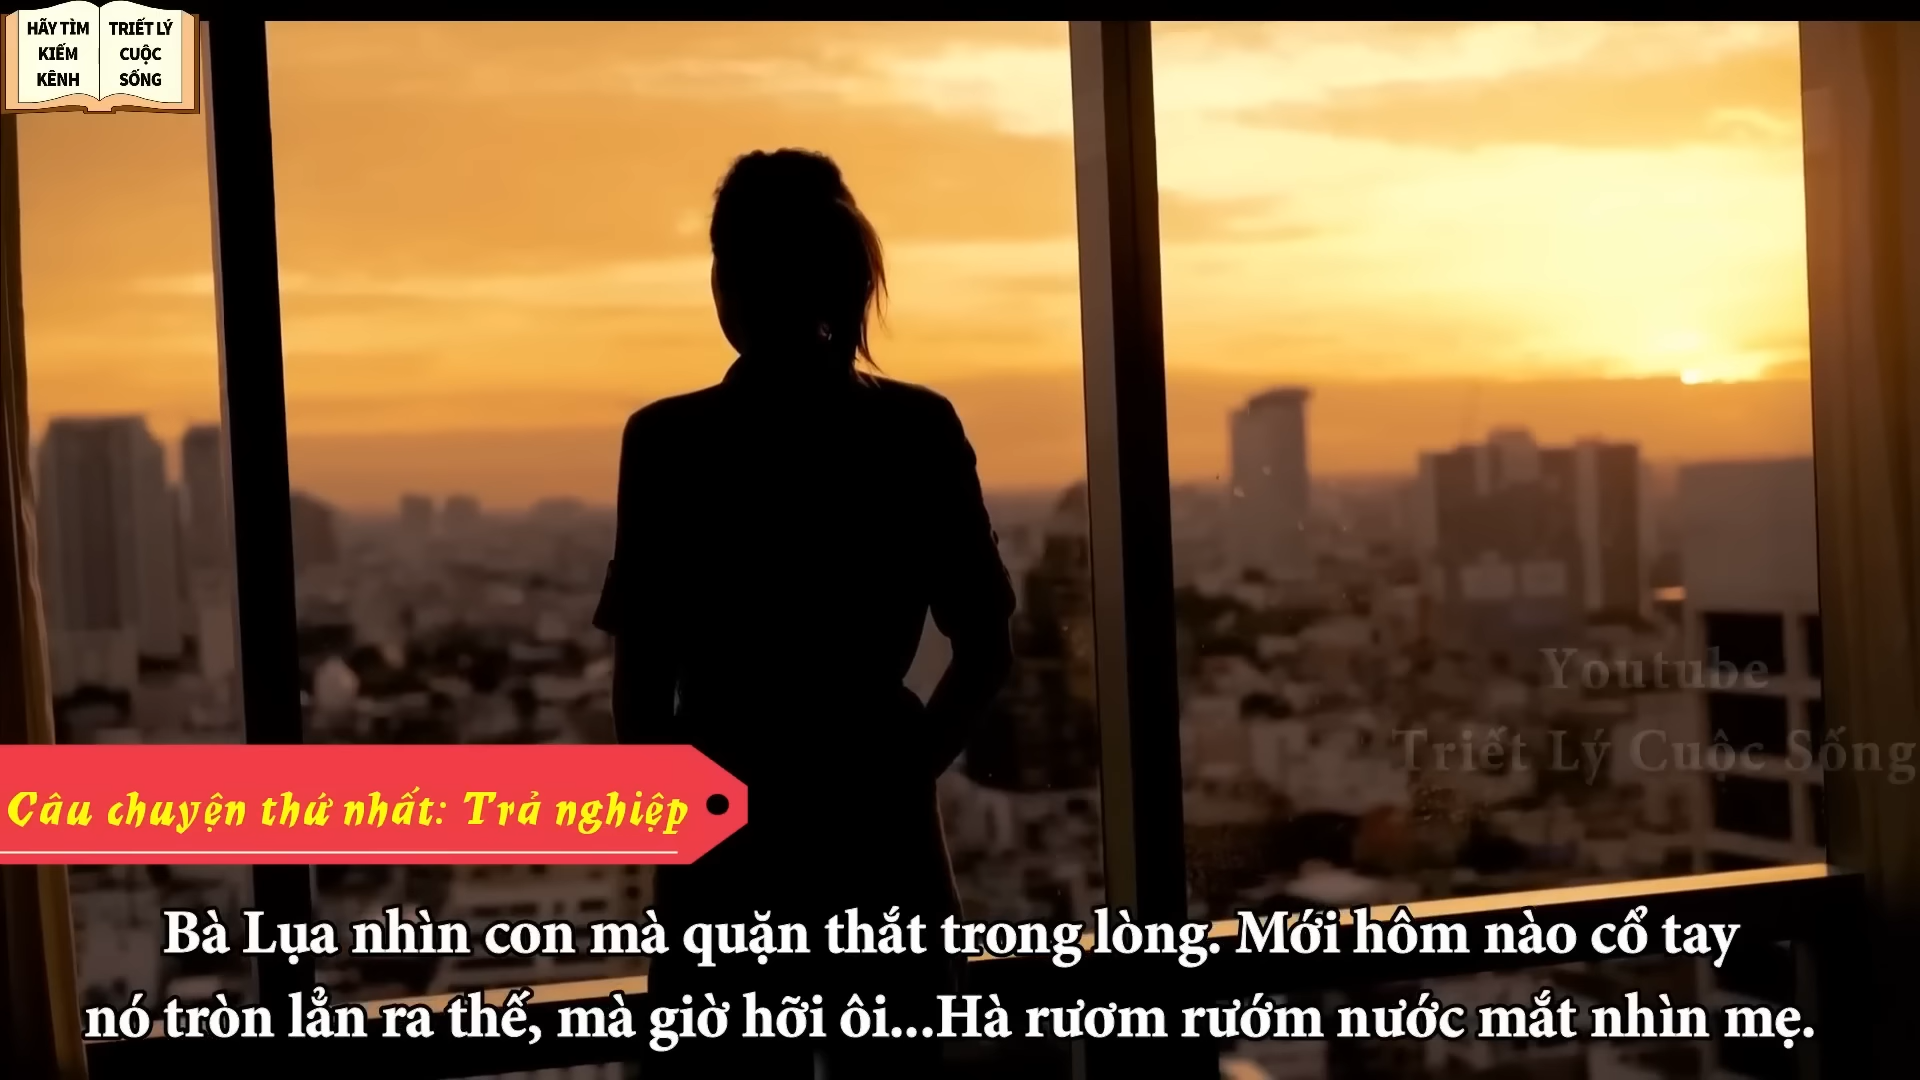 HÃY TÌM
KIẾM
KÊNH
TRIẾT LÝ
CUỘC
SỐNG
Youtube
Triết Lý Cuộc Sống
Câu chuyện thứ nhất: Trả nghiệp
Bà Lụa nhìn con mà quặn thắt trong lòng. Mới hôm nào cổ tay
nó tròn lẳn ra thế, mà giờ hỡi ôi...Hà rươm rướm nước mắt nhìn mẹ.